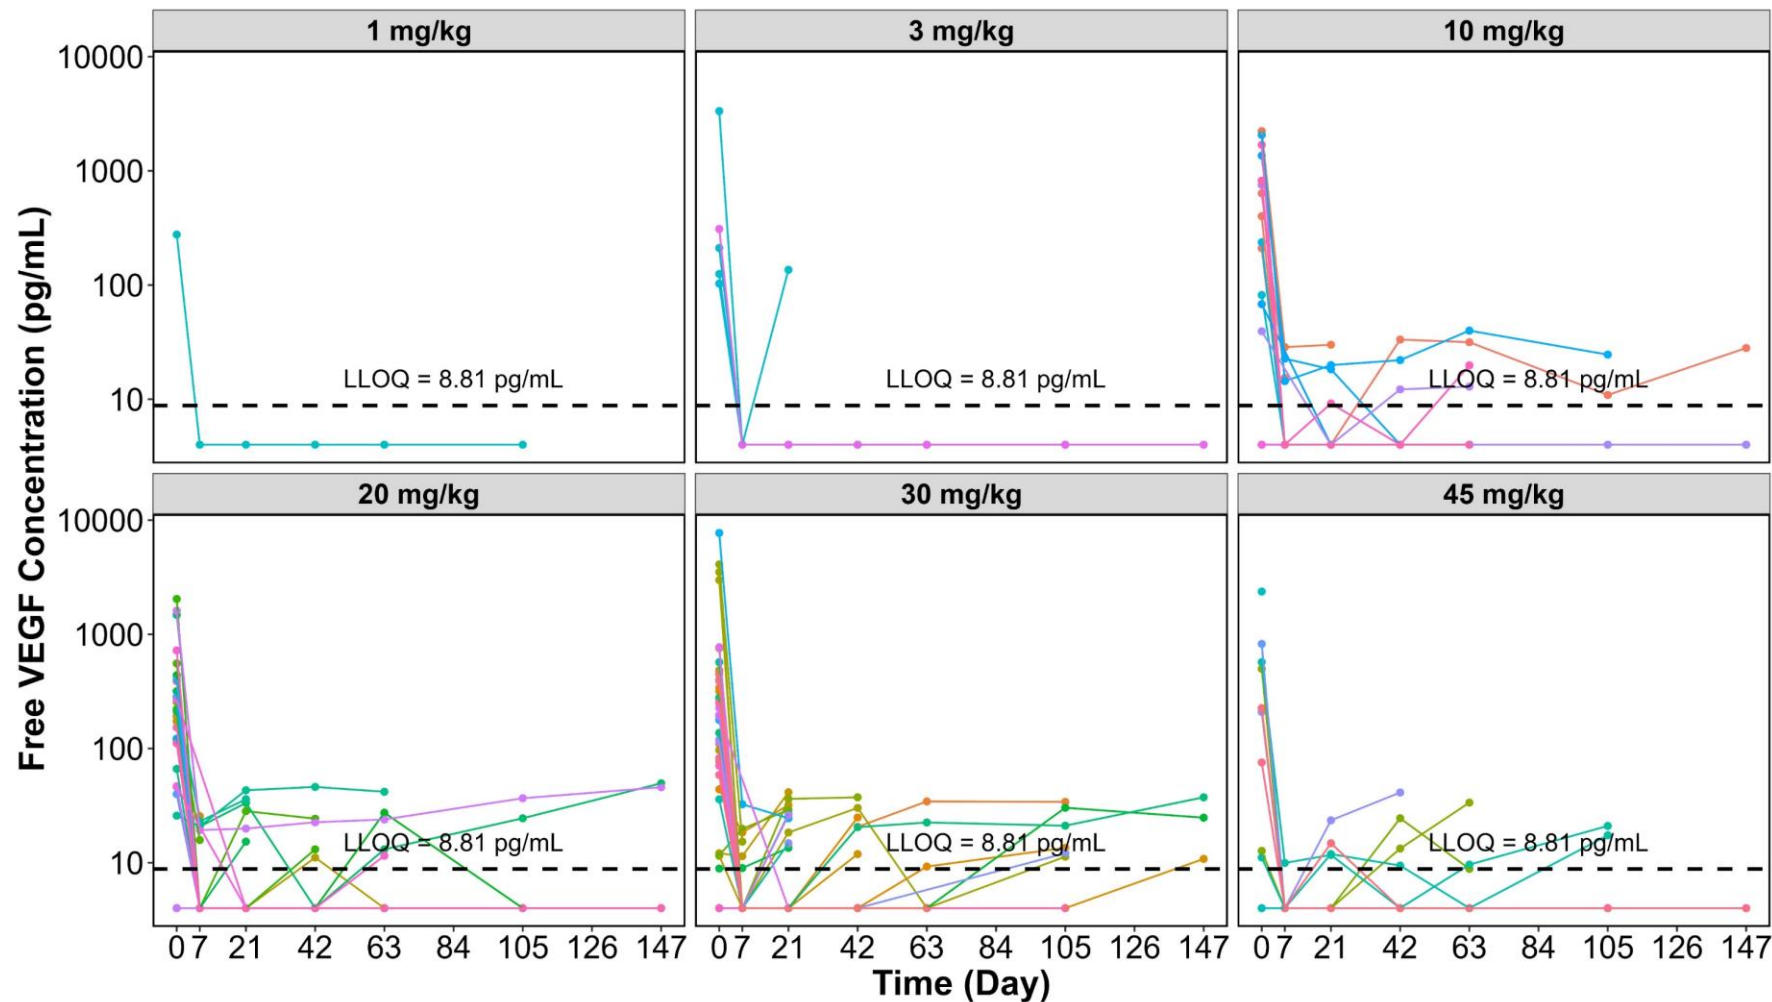 1 mg/kg 3 mg/kg 10 mg/kg
10000
1000
100
10
LLOQ = 8.81 pg/mL LLOQ = 8.81 pg/mL LLOQ = 8.81 pg/mL
Free VEGF Concentration (pg/mL)
20 mg/kg 30 mg/kg 45 mg/kg
10000
1000
100
10
LLOQ = 8.81 pg/mL LLOQ = 8.81 pg/mL LLOQ = 8.81 pg/mL
0 7 21 42 63 84 105 126 147 0 7 21 42 63 84 105 126 147 0 7 21 42 63 84 105 126 147
Time (Day)